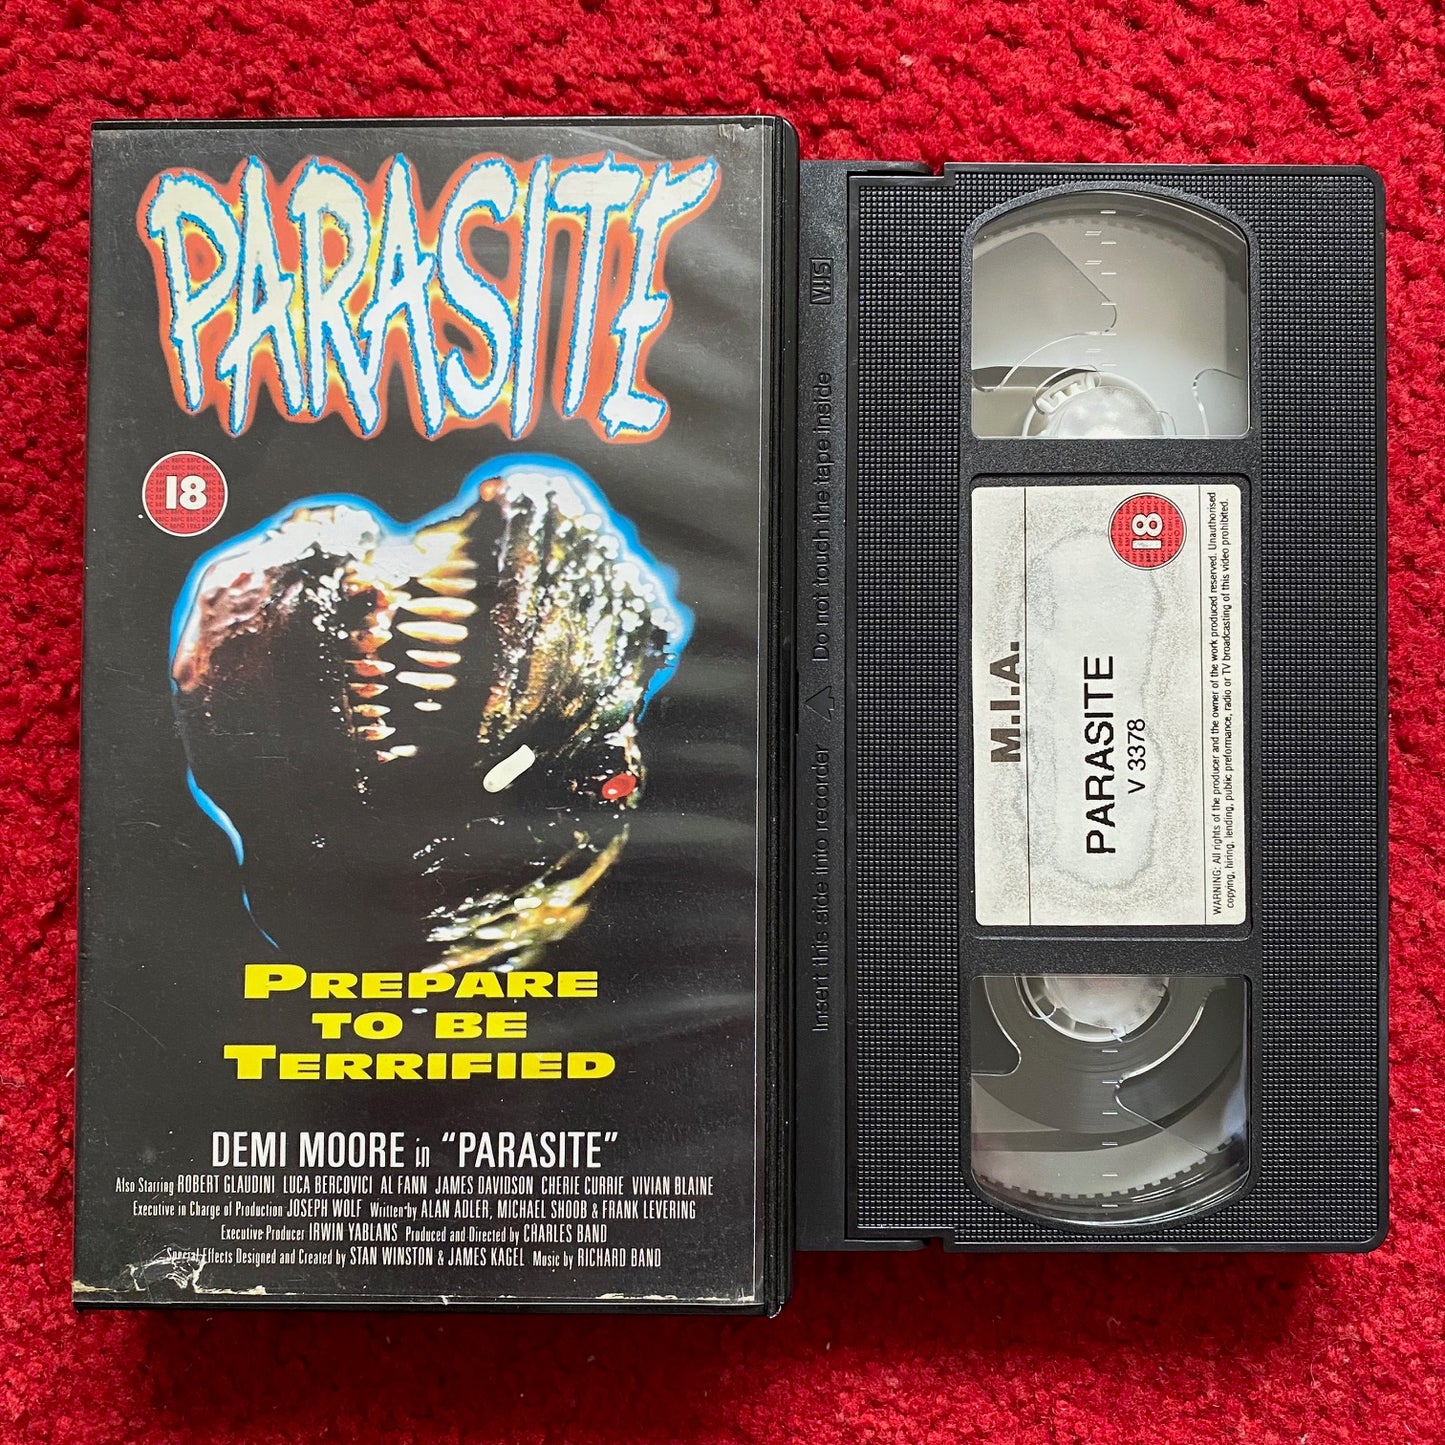 PARASITE
18
PREPARE
TO BE
TERRIFIED
DEMI MOORE in "PARASITE"
Also Starring ROBERT GLAUDINI LUCA BERCOVICI AL FANN JAMES DAVIDSON CHERIE CURRIE VIVIAN BLAINE
Executive in Charge of Production JOSEPH WOLF Written by ALAN ADLER, MICHAEL SHOOB & FRANK LEVERING
Executive Producer IRWIN YABLANS Produced and Directed by CHARLES BAND
Special Effects Designed and Created by STAN WINSTON & JAMES KAGEL Music by RICHARD BAND
VHS
Insert this side into recorder Do not touch the tape inside
M.I.A.
PARASITE
V 3378
18
WARNING: All rights of the producer and the owner of the work produced reserved. Unauthorised
copying, hiring, lending, public preformance, radio or TV broadcasting of this video prohibited.